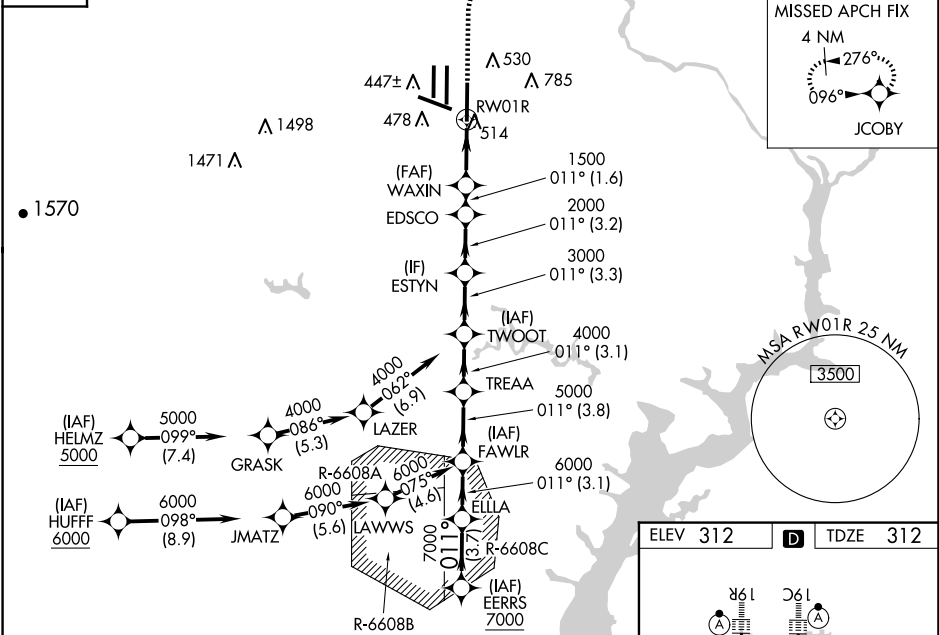 MISSED APCH FIX
4 NM
276°
096°
JCOBY
530
447±
785
RW01R
478
514
1498
1471
1570
(FAF)
WAXIN
1500
011° (1.6)
EDSCO
2000
011° (3.2)
(IF)
ESTYN
3000
011° (3.3)
(IAF)
TWOOT
4000
011° (3.1)
TREAA
5000
011° (3.8)
4000
062°
(6.9)
LAZER
(IAF)
HELMZ
5000
5000
099°
(7.4)
4000
086°
(5.3)
GRASK
(IAF)
FAWLR
6000
011° (3.1)
R-6608A
6000
075°
(4.6)
(IAF)
HUFFF
6000
6000
098°
(8.9)
JMATZ
6000
090°
(5.6)
LAWWS
ELLLA
7000
011°
(3.7)
R-6608C
(IAF)
EERRS
7000
R-6608B
MSA RW01R 25 NM
3500
ELEV 312
D
TDZE 312
19R
19C
A
A